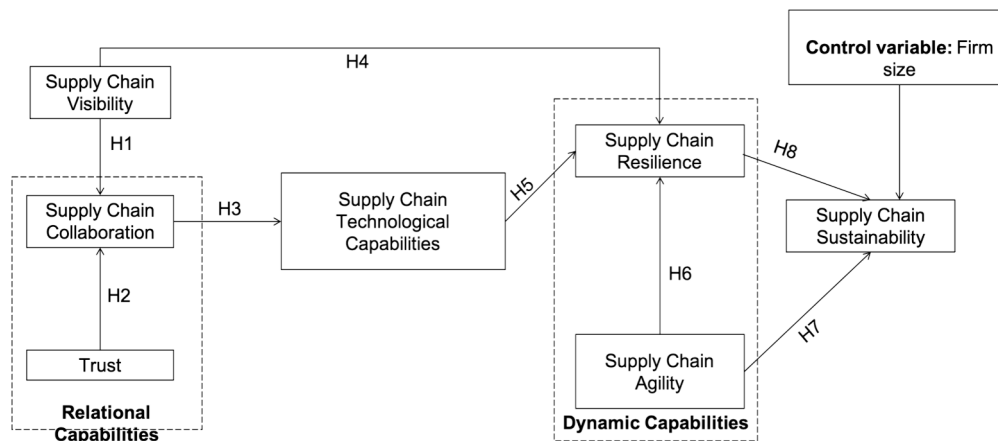 Control variable: Firm
size
H4
Supply Chain
Visibility
H1
Supply Chain
Resilience
H8
Supply Chain
Collaboration
H3
Supply Chain
Technological
Capabilities
H5
Supply Chain
Sustainability
H2
H6
H7
Trust
Supply Chain
Agility
Relational
Capabilities
Dynamic Capabilities